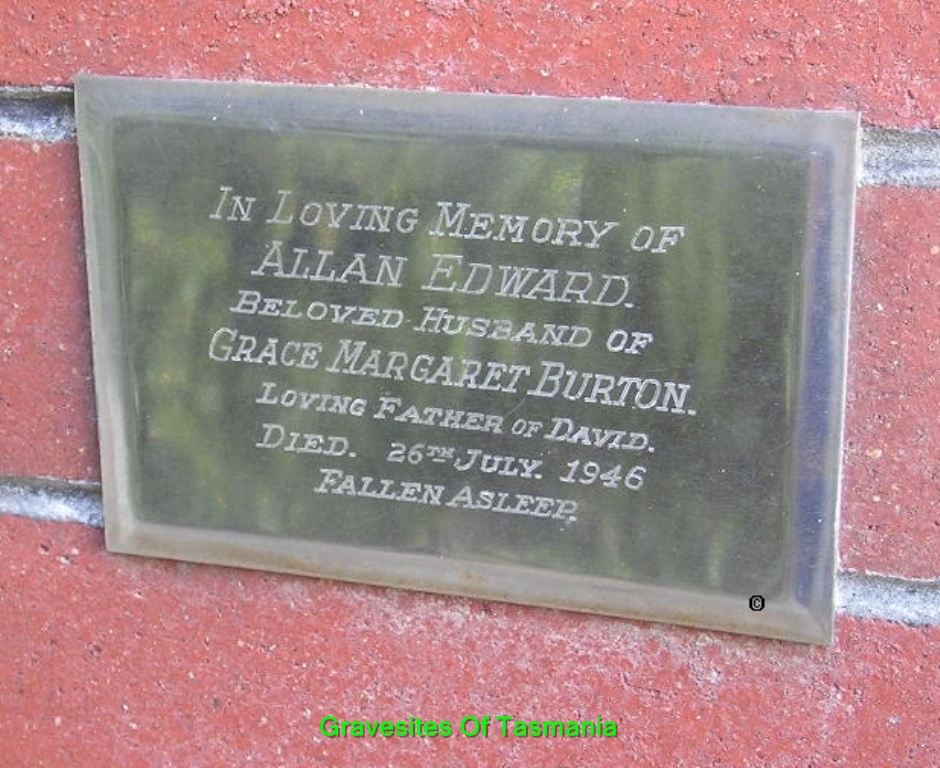 In Loving Memory of
Allan Edward.
Beloved Husband of
Grace Margaret Burton.
Loving Father of David.
Died. 26TH July. 1946
Fallen Asleep.
©
Gravesites Of Tasmania